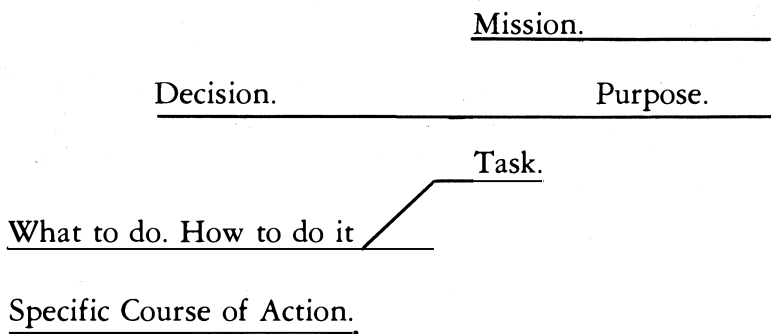 Mission.
Decision. Purpose.
Task.
What to do. How to do it
Specific Course of Action.